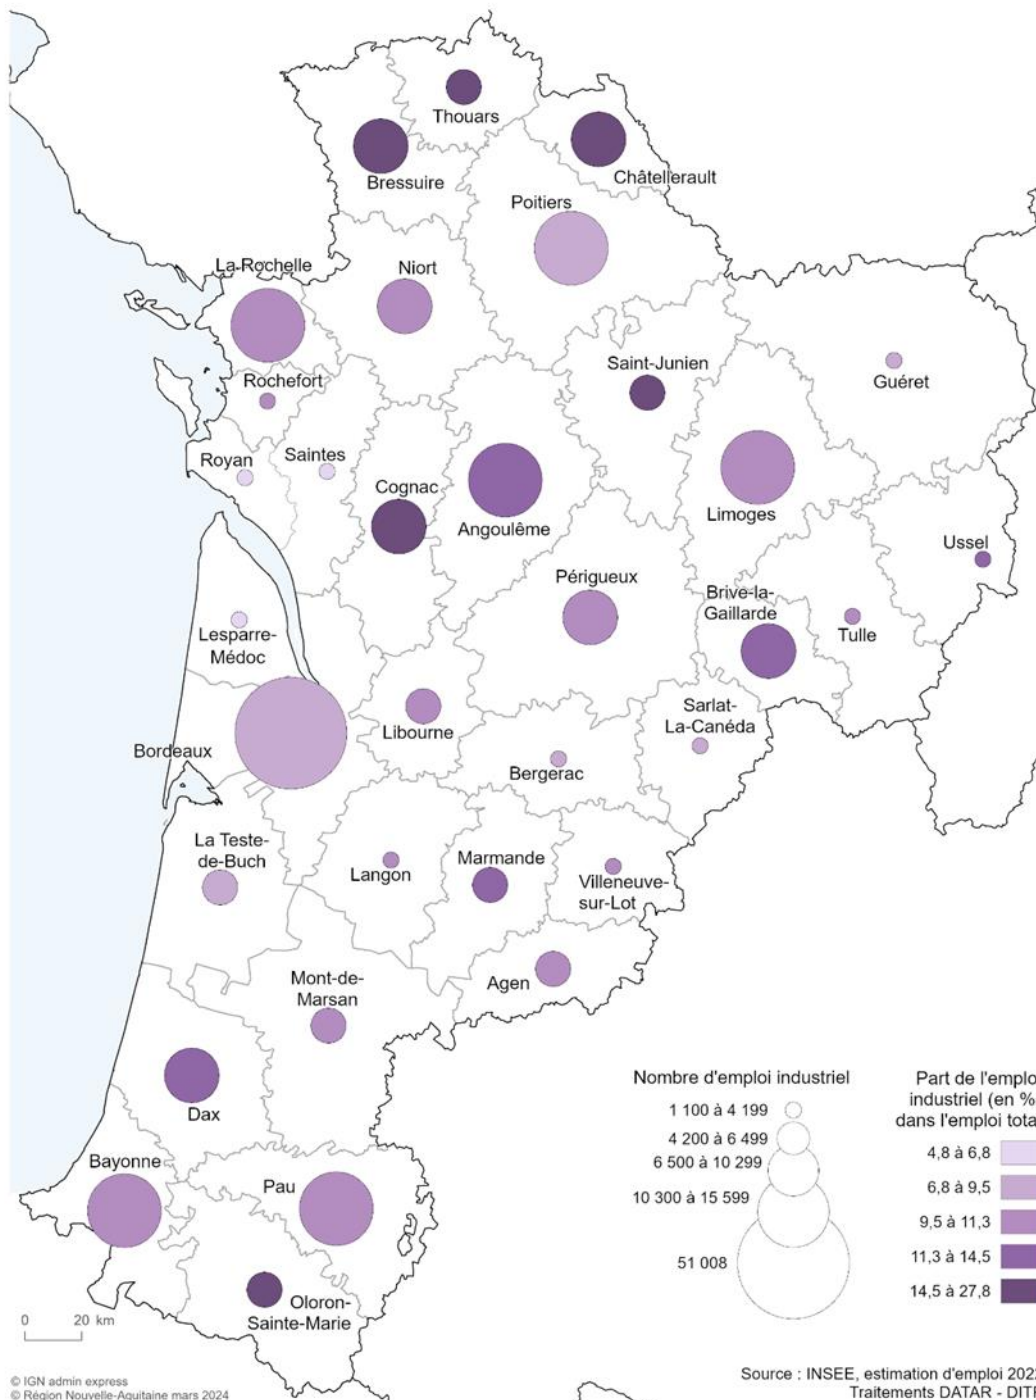 Thouars
Bressuire
Châtellerault
Poitiers
La Rochelle
Niort
Rochefort
Saint-Junien
Guéret
Royan
Saintes
Cognac
Angoulême
Limoges
Ussel
Périgueux
Brive-la-
Gaillarde
Tulle
Lesparre-
Médoc
Libourne
Sarlat-
La-Canéda
Bordeaux
Bergerac
La Teste-
de-Buch
Langon
Marmande
Villeneuve-
sur-Lot
Agen
Mont-de-
Marsan
Dax
Bayonne
Pau
Oloron-
Sainte-Marie
Nombre d'emploi industriel
1 100 à 4 199
4 200 à 6 499
6 500 à 10 299
10 300 à 15 599
51 008
Part de l'emplo
industriel (en %
dans l'emploi tota
4,8 à 6,8
6,8 à 9,5
9,5 à 11,3
11,3 à 14,5
14,5 à 27,8
0 20 km
© IGN admin express
© Région Nouvelle-Aquitaine mars 2024
Source : INSEE, estimation d'emploi 202
Traitements DATAR -